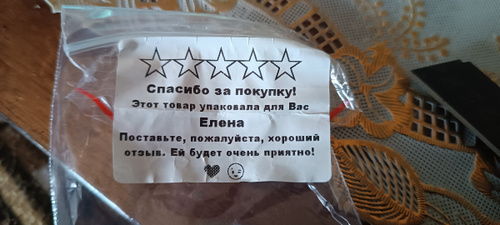 Спасибо за покупку!
Этот товар упаковала для Вас
Елена
Поставьте, пожалуйста, хороший
отзыв. Ей будет очень приятно!